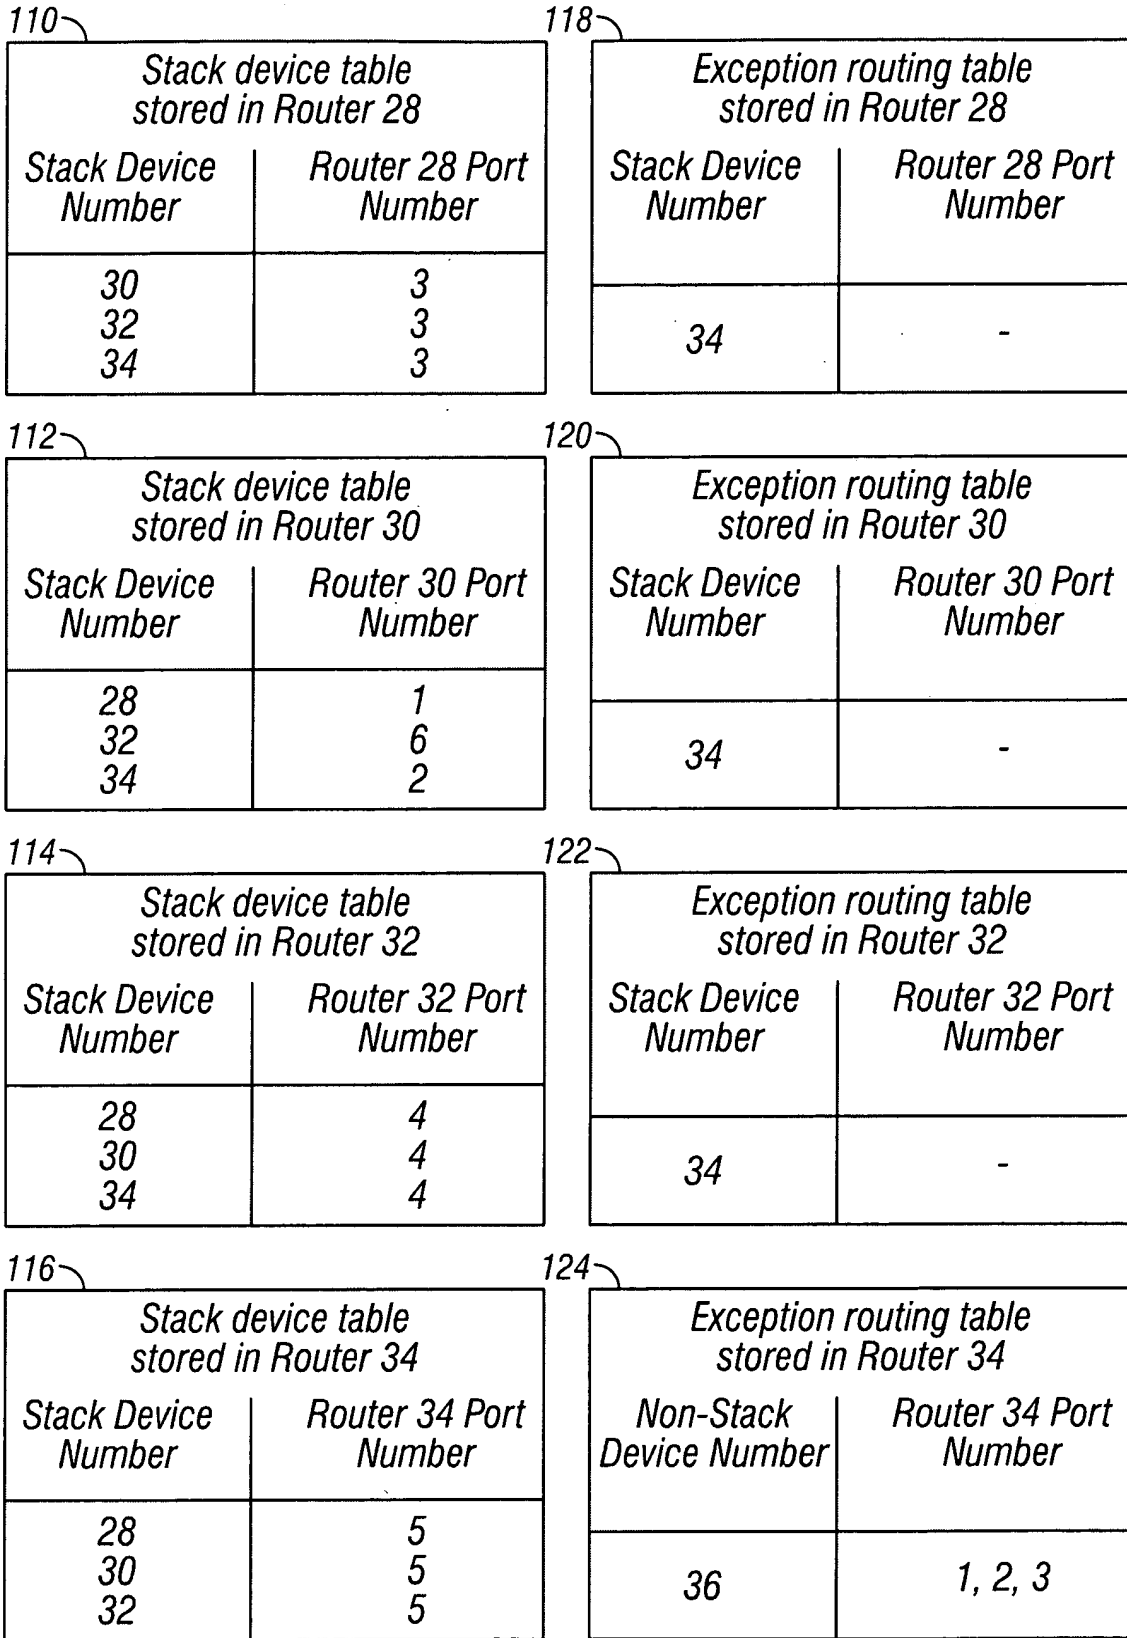 110
Stack device table
stored in Router 28
Stack Device Number | Router 28 Port Number
30 3
32 3
34 3
118
Exception routing table
stored in Router 28
Stack Device Number | Router 28 Port Number
34 -
112
Stack device table
stored in Router 30
Stack Device Number | Router 30 Port Number
28 1
32 6
34 2
120
Exception routing table
stored in Router 30
Stack Device Number | Router 30 Port Number
34 -
114
Stack device table
stored in Router 32
Stack Device Number | Router 32 Port Number
28 4
30 4
34 4
122
Exception routing table
stored in Router 32
Stack Device Number | Router 32 Port Number
34 -
116
Stack device table
stored in Router 34
Stack Device Number | Router 34 Port Number
28 5
30 5
32 5
124
Exception routing table
stored in Router 34
Non-Stack Device Number | Router 34 Port Number
36 1, 2, 3